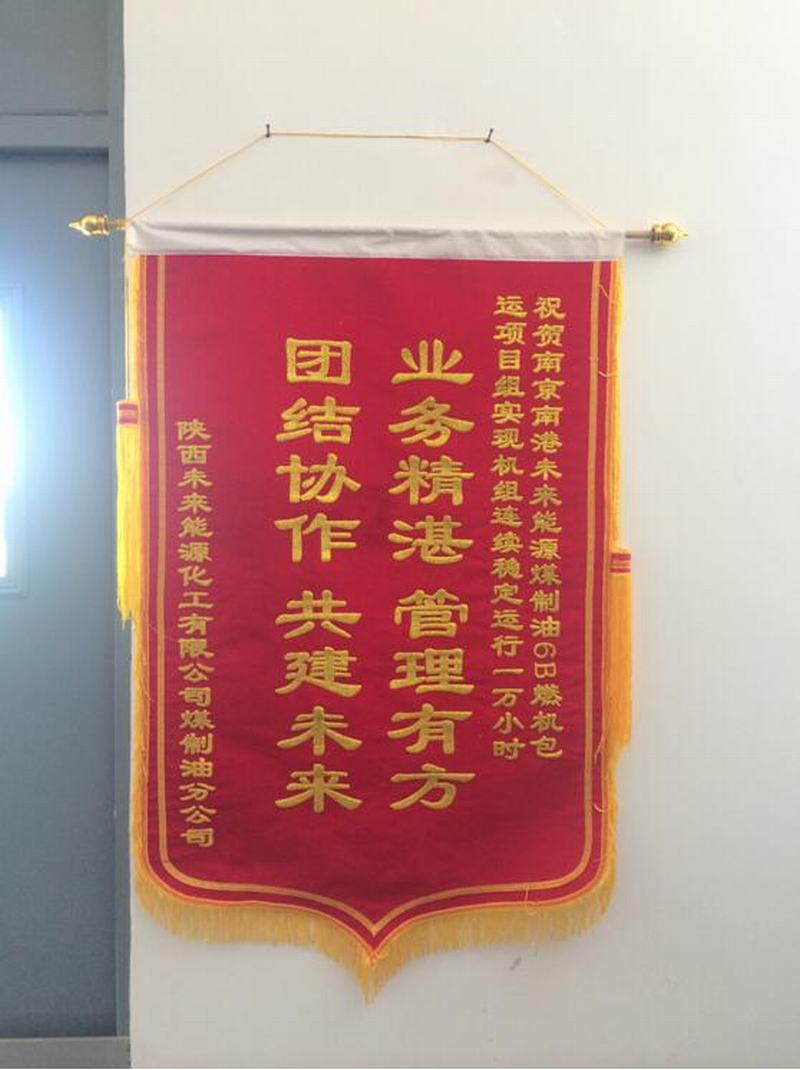 祝贺南京南港未来能源煤制油6B燃机包
运项目组实现机组连续稳定运行一万小时
业务精湛 管理有方
团结协作 共建未来
陕西未来能源化工有限公司煤制油分公司